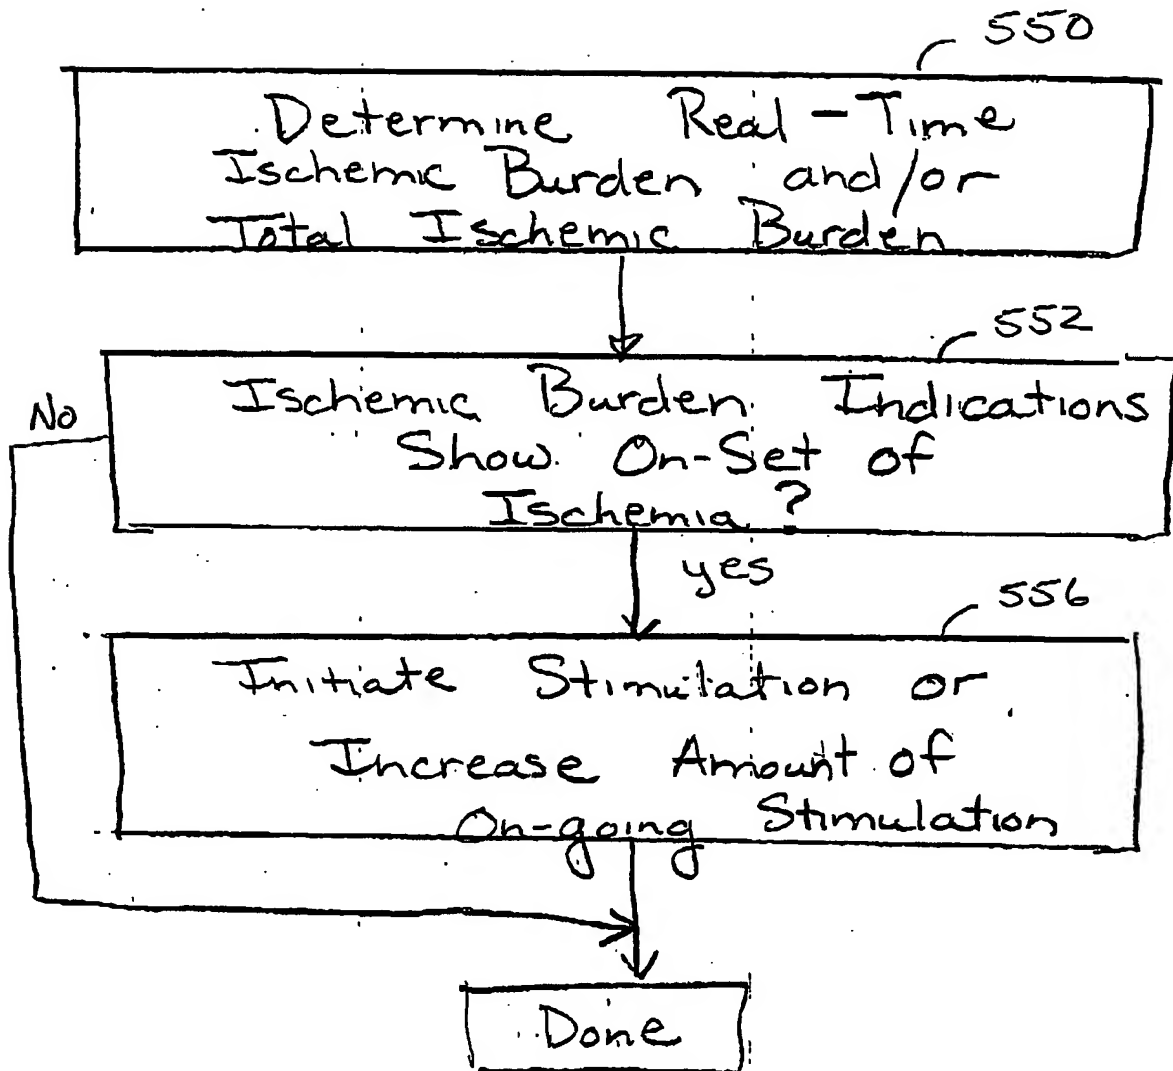 550
Determine Real-Time
Ischemic Burden and/or
Total Ischemic Burden
552
Ischemic Burden Indications
Show On-Set of
Ischemia?
No
yes
556
Initiate Stimulation or
Increase Amount of
On-going Stimulation
Done